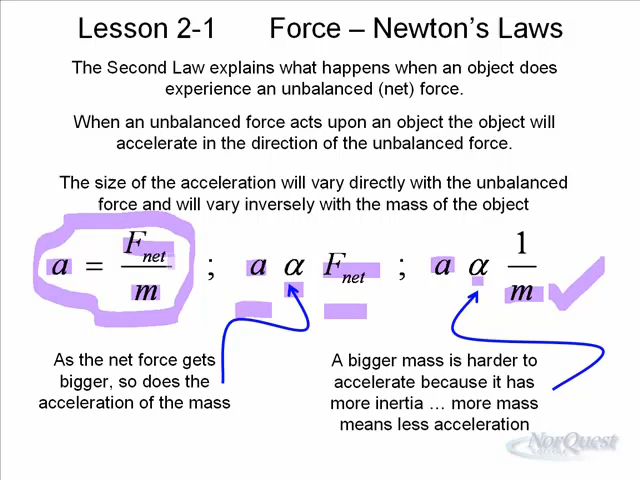 Lesson 2-1 Force – Newton's Laws
The Second Law explains what happens when an object does
experience an unbalanced (net) force.
When an unbalanced force acts upon an object the object will
accelerate in the direction of the unbalanced force.
The size of the acceleration will vary directly with the unbalanced
force and will vary inversely with the mass of the object
a = F_net / m ; a α F_net ; a α 1 / m
As the net force gets
bigger, so does the
acceleration of the mass
A bigger mass is harder to
accelerate because it has
more inertia … more mass
means less acceleration
NorQuest